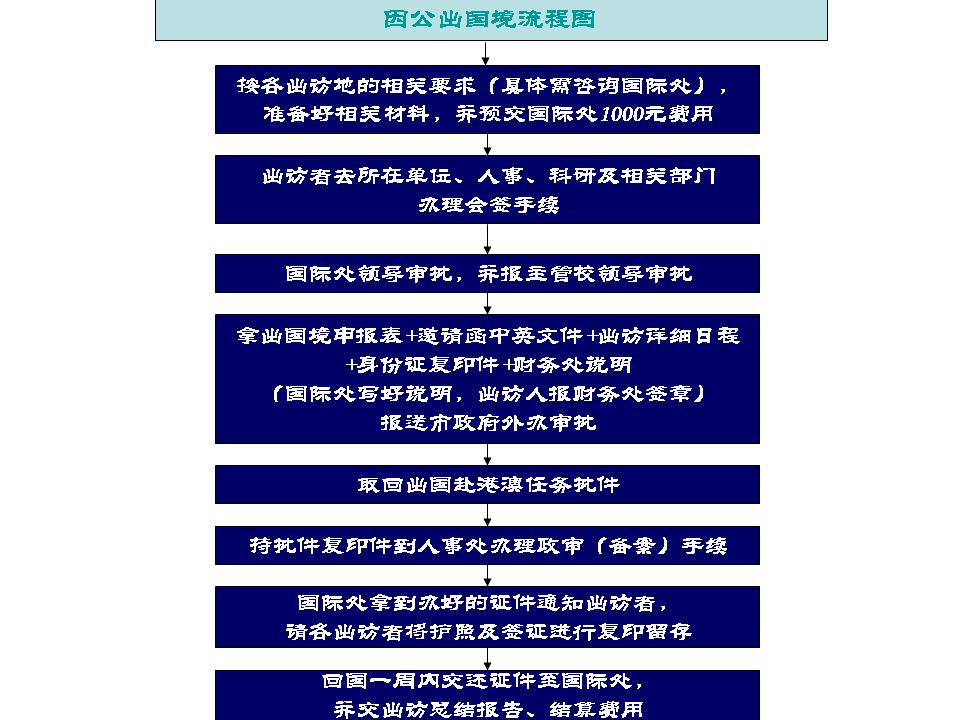 因公出国境流程图
按各出访地的相关要求（具体需咨询国际处），
准备好相关材料，并预交国际处1000元费用
出访者去所在单位、人事、科研及相关部门
办理会签手续
国际处领导审批，并报主管校领导审批
拿出国境申报表+邀请函中英文件+出访详细日程
+身份证复印件+财务处说明
（国际处写好说明，出访人报财务处签章）
报送市政府外办审批
取回出国赴港澳任务批件
持批件复印件到人事处办理政审（备案）手续
国际处拿到办好的证件通知出访者，
请各出访者将护照及签证进行复印留存
回国一周内交还证件至国际处，
并交出访总结报告、结算费用